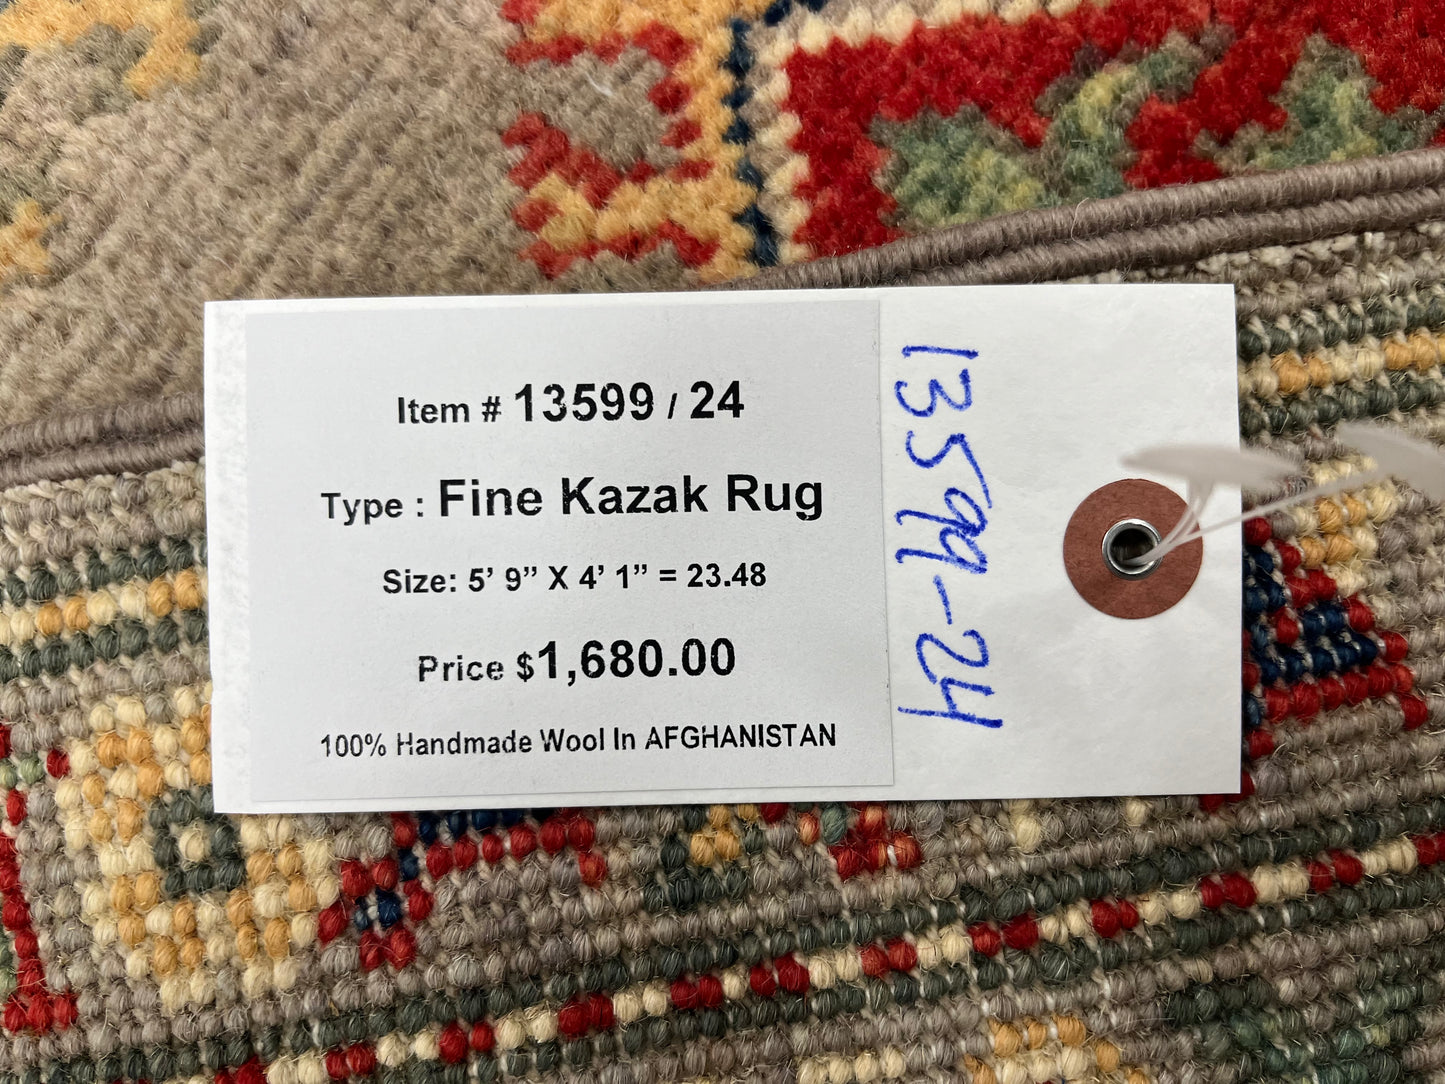 Item # 13599 / 24
Type : Fine Kazak Rug
Size: 5’ 9” X 4’ 1” = 23.48
Price $1,680.00
100% Handmade Wool In AFGHANISTAN
13599-24